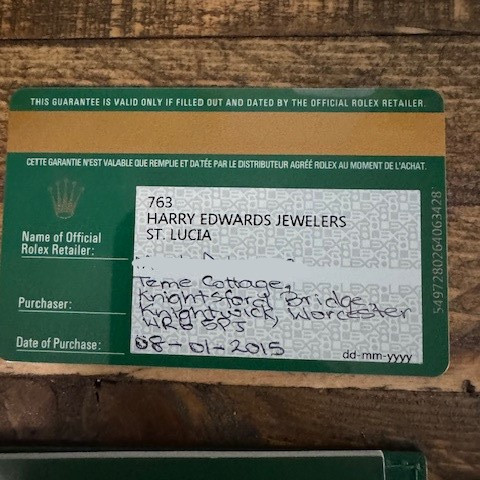 THIS GUARANTEE IS VALID ONLY IF FILLED OUT AND DATED BY THE OFFICIAL ROLEX RETAILER.
CETTE GARANTIE N'EST VALABLE QUE REMPLIE ET DATÉE PAR LE DISTRIBUTEUR AGRÉÉ ROLEX AU MOMENT DE L'ACHAT.
763
HARRY EDWARDS JEWELERS
ST. LUCIA
Name of Official
Rolex Retailer:
Teme Cottage,
Knightsford Bridge,
Purchaser:
Knightwick, Worcester
WR6 5PJ
Date of Purchase:
08-01-2015
dd-mm-yyyy
5497280264063428